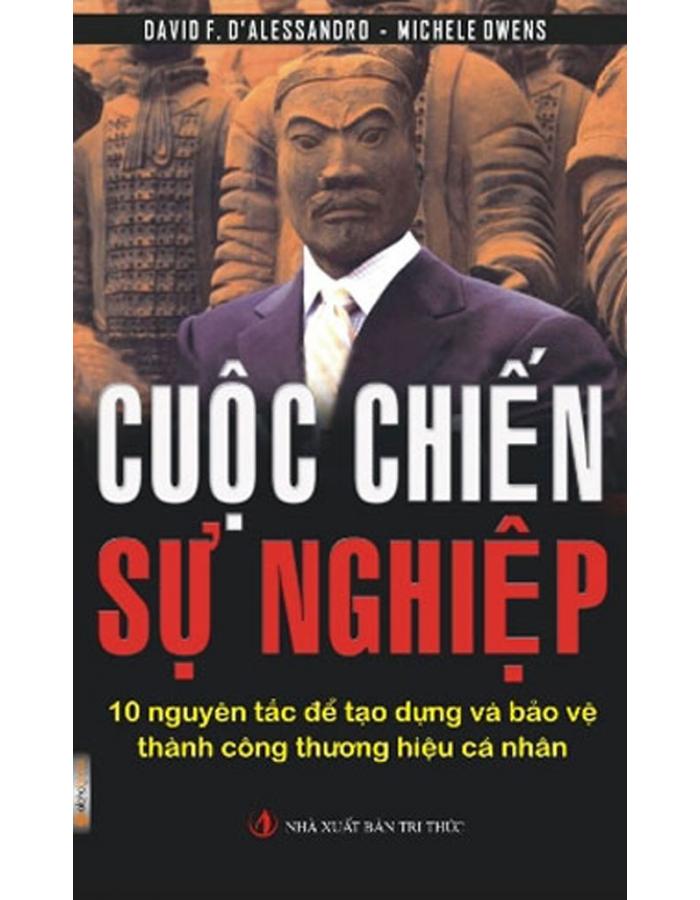 DAVID F. D'ALESSANDRO - MICHELE OWENS
CUỘC CHIẾN
SỰ NGHIỆP
10 nguyên tắc để tạo dựng và bảo vệ
thành công thương hiệu cá nhân
NHÀ XUẤT BẢN TRI THỨC